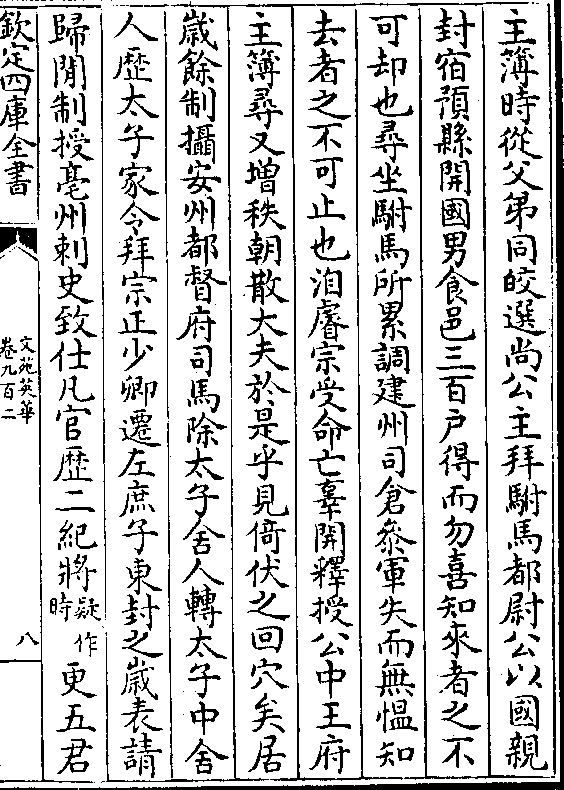 主簿時從父弟同皎選尚公主拜駙馬都尉公以國親
封宿預縣開國男食邑三百户得而勿喜知來者之不
可却也尋坐駙馬所累調建州司倉叅軍失而無愠知
去者之不可止也洎睿宗受命亡辜開釋授公中王府
主簿尋又增秩朝散大夫於是乎見倚伏之回穴矣居
歲餘制攝安州都督府司馬除太子舍人轉太子中舍
人歷太子家令拜宗正少卿遷左庶子東封之歲表請
歸閒制授亳州刺史致仕凡官歷二紀將疑作時更五君
欽定四庫全書
文苑英華
卷九百二
八